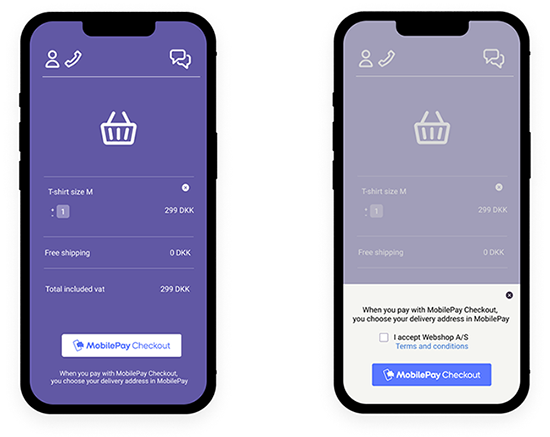 T-shirt size M
1
299 DKK
Free shipping
0 DKK
Total included vat
299 DKK
MobilePay Checkout
When you pay with MobilePay Checkout,
you choose your delivery address in MobilePay
T-shirt size M
1
299 DKK
Free shipping
0 DKK
When you pay with MobilePay Checkout,
you choose your delivery address in MobilePay
I accept Webshop A/S
Terms and conditions
MobilePay Checkout